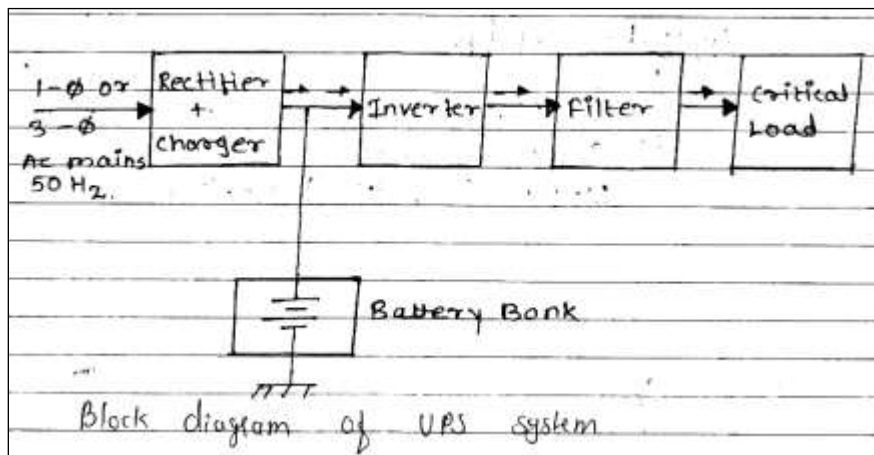 1-φ or
3-φ
Ac mains
50 Hz.
Rectifier
+
Charger
Inverter
Filter
Critical
Load
Battery Bank
Block diagram of UPS system